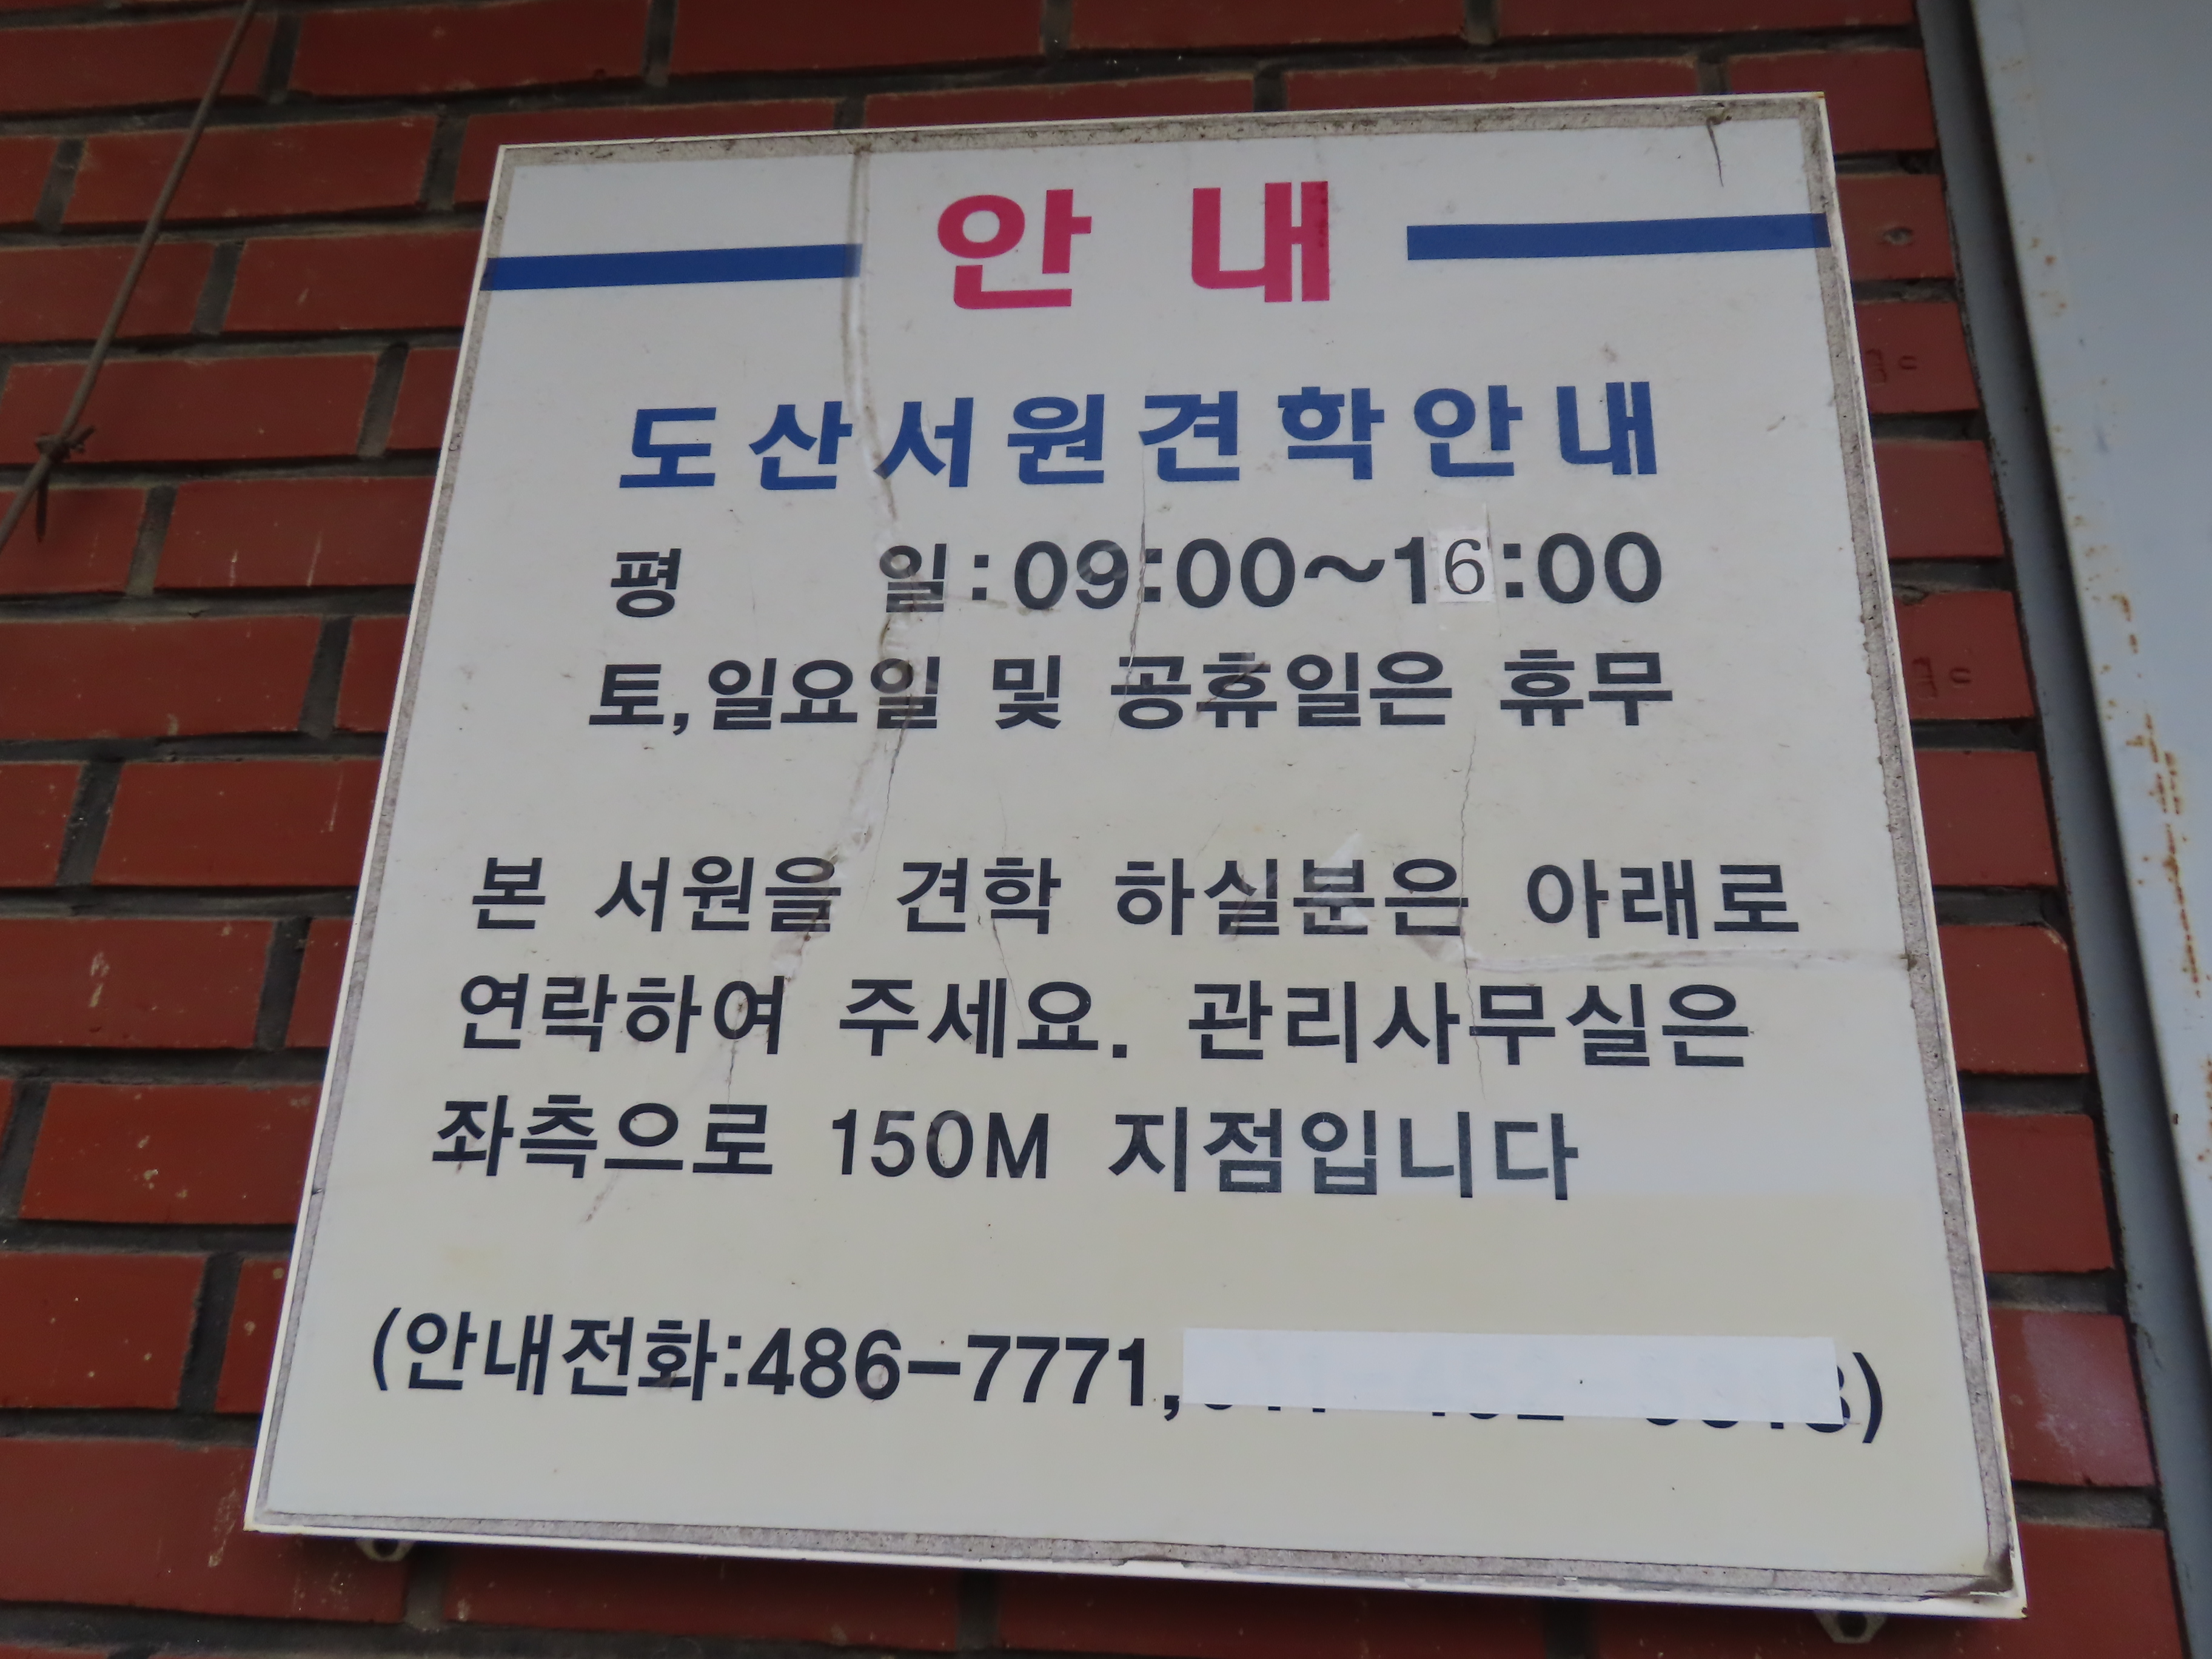 안 내
도산서원견학안내
평 일:09:00~16:00
토,일요일 및 공휴일은 휴무
본 서원을 견학 하실분은 아래로
연락하여 주세요. 관리사무실은
좌측으로 150M 지점입니다
(안내전화:486-7771, )